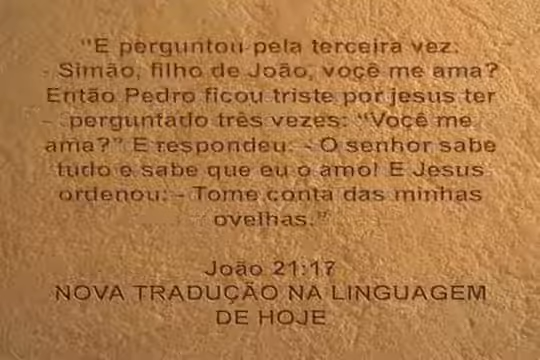 "E perguntou pela terceira vez:
- Simão, filho de João, você me ama?
Então Pedro ficou triste por jesus ter
perguntado três vezes: "Você me
ama?" E respondeu: - O senhor sabe
tudo e sabe que eu o amo! E Jesus
ordenou: - Tome conta das minhas
ovelhas."
João 21:17
NOVA TRADUÇÃO NA LINGUAGEM
DE HOJE